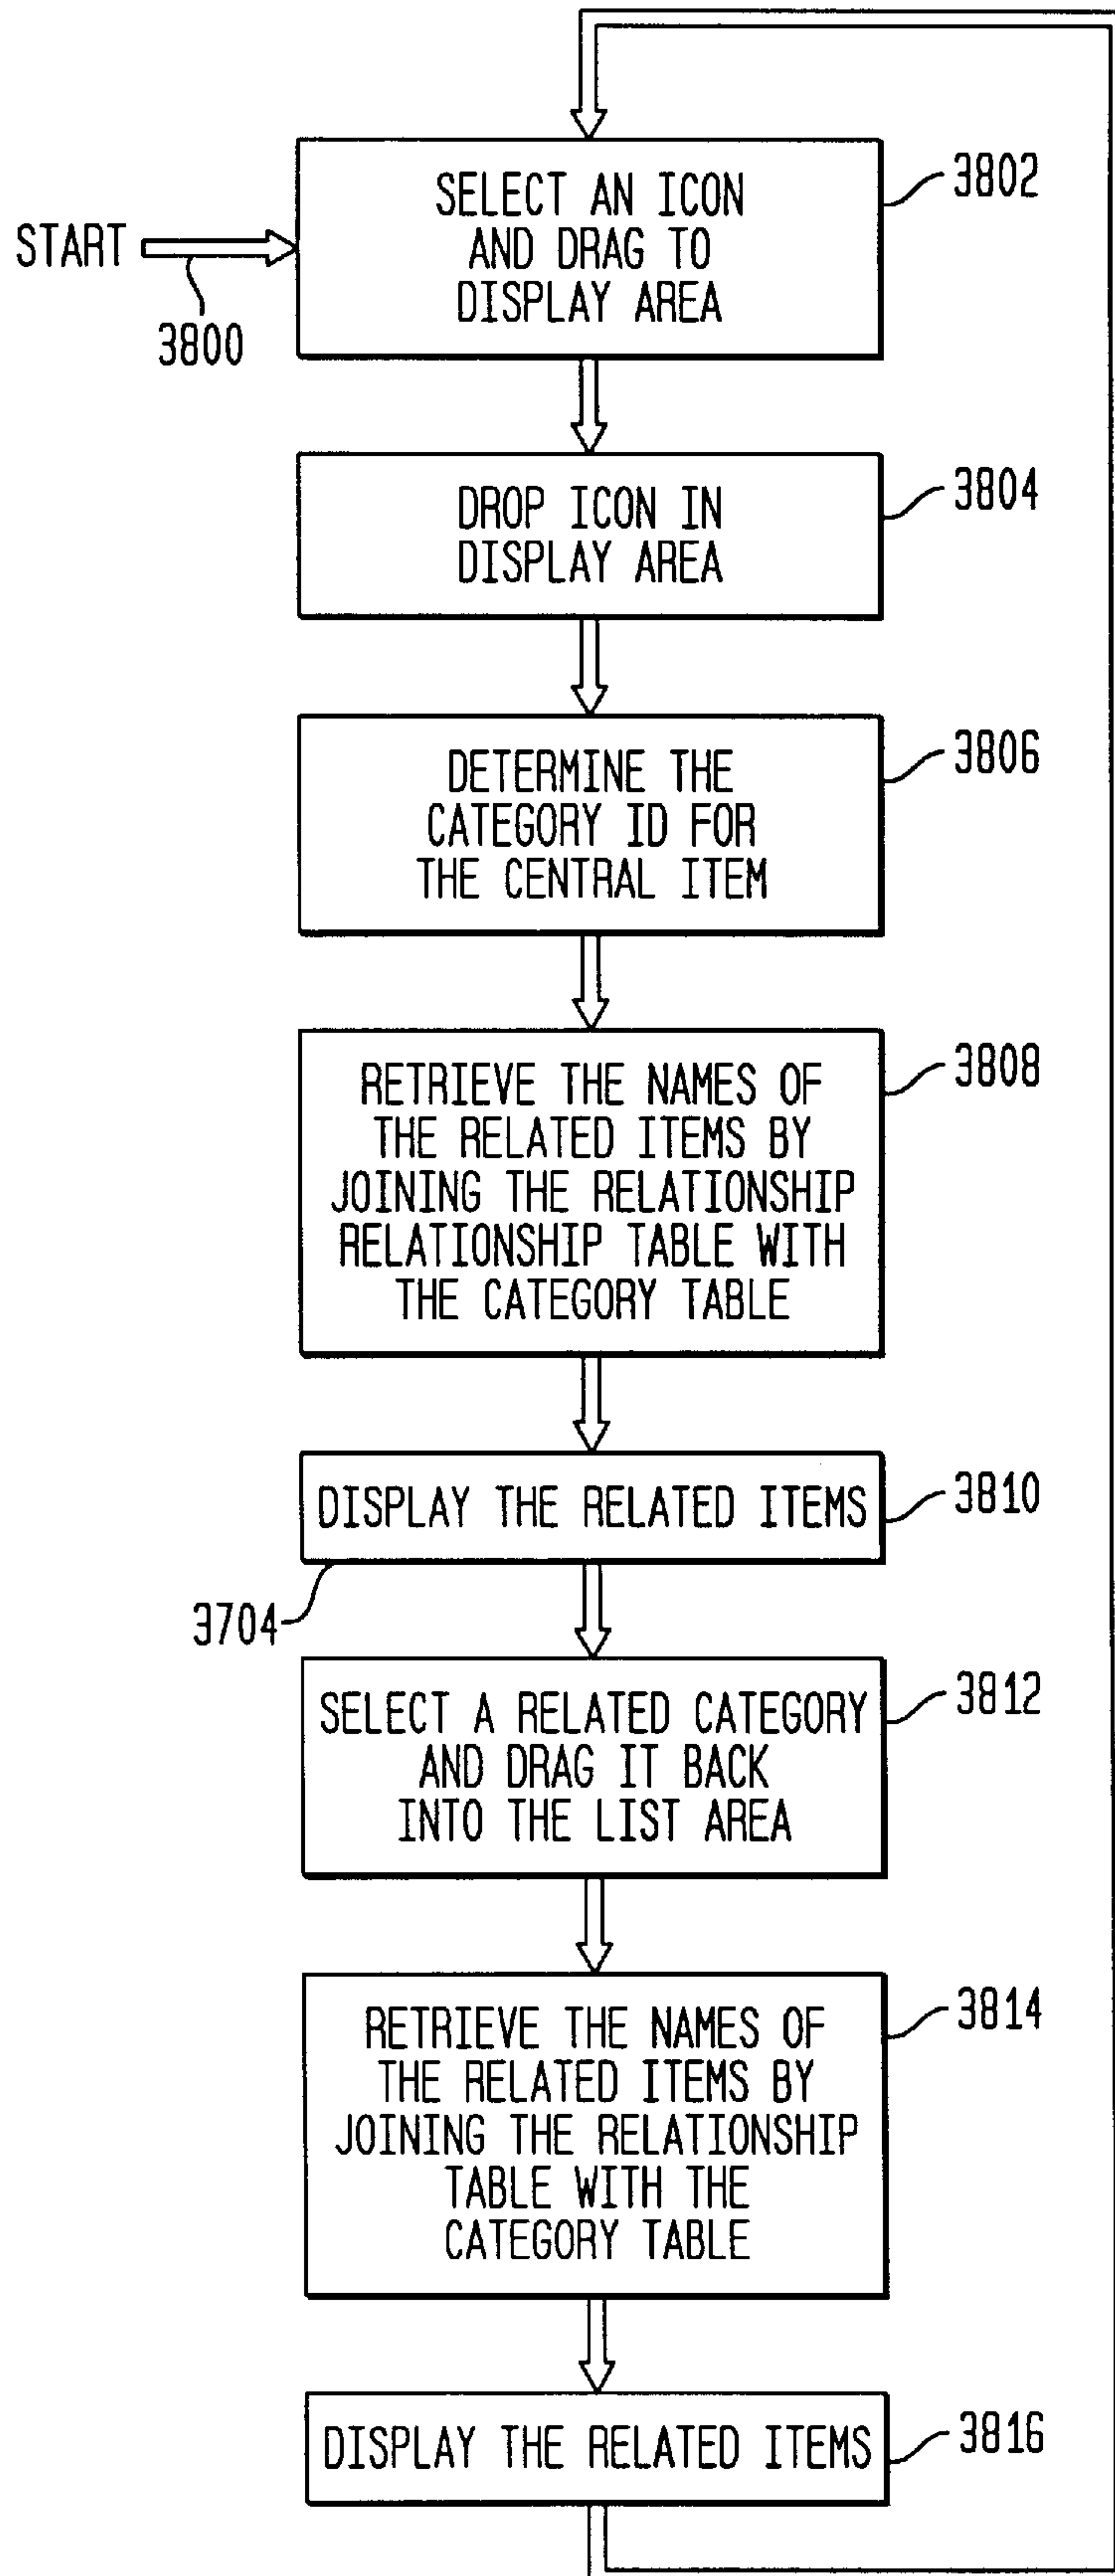 START
3800
SELECT AN ICON
AND DRAG TO
DISPLAY AREA
3802
DROP ICON IN
DISPLAY AREA
3804
DETERMINE THE
CATEGORY ID FOR
THE CENTRAL ITEM
3806
RETRIEVE THE NAMES OF
THE RELATED ITEMS BY
JOINING THE RELATIONSHIP
RELATIONSHIP TABLE WITH
THE CATEGORY TABLE
3808
DISPLAY THE RELATED ITEMS
3810
3704
SELECT A RELATED CATEGORY
AND DRAG IT BACK
INTO THE LIST AREA
3812
RETRIEVE THE NAMES OF
THE RELATED ITEMS BY
JOINING THE RELATIONSHIP
TABLE WITH THE
CATEGORY TABLE
3814
DISPLAY THE RELATED ITEMS
3816